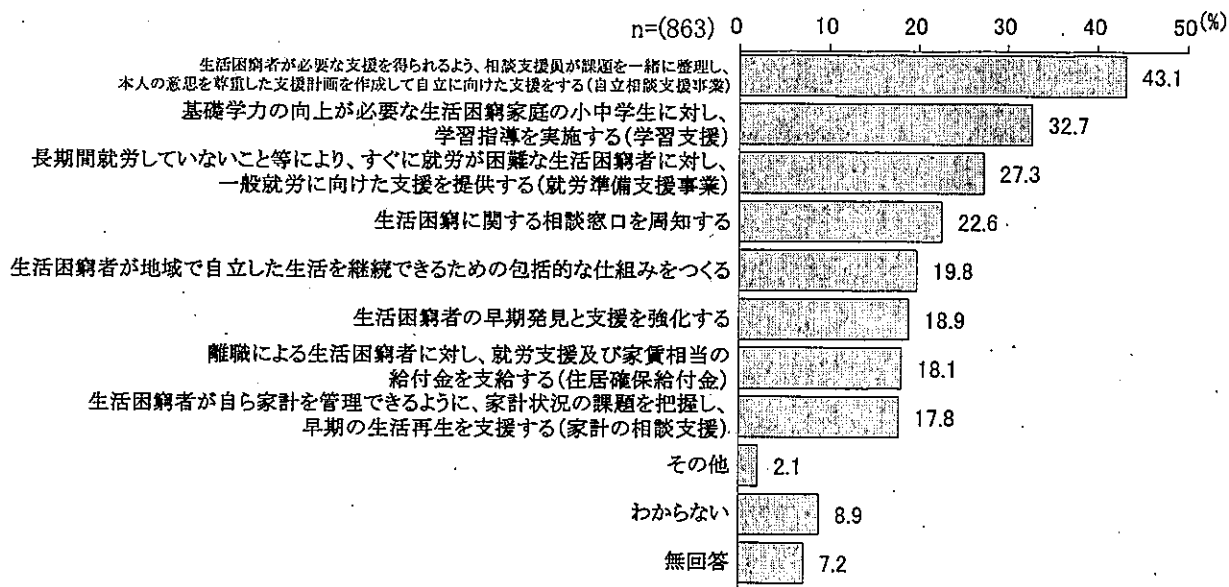 n=(863) 0 10 20 30 40 50(%)
生活困窮者が必要な支援を得られるよう、相談支援員が課題を一緒に整理し、
本人の意思を尊重した支援計画を作成して自立に向けた支援をする(自立相談支援事業) 43.1
基礎学力の向上が必要な生活困窮家庭の小中学生に対し、
学習指導を実施する(学習支援) 32.7
長期間就労していないこと等により、すぐに就労が困難な生活困窮者に対し、
一般就労に向けた支援を提供する(就労準備支援事業) 27.3
生活困窮に関する相談窓口を周知する 22.6
生活困窮者が地域で自立した生活を継続できるための包括的な仕組みをつくる 19.8
生活困窮者の早期発見と支援を強化する 18.9
離職による生活困窮者に対し、就労支援及び家賃相当の
給付金を支給する(住居確保給付金) 18.1
生活困窮者が自ら家計を管理できるように、家計状況の課題を把握し、
早期の生活再生を支援する(家計の相談支援) 17.8
その他 2.1
わからない 8.9
無回答 7.2